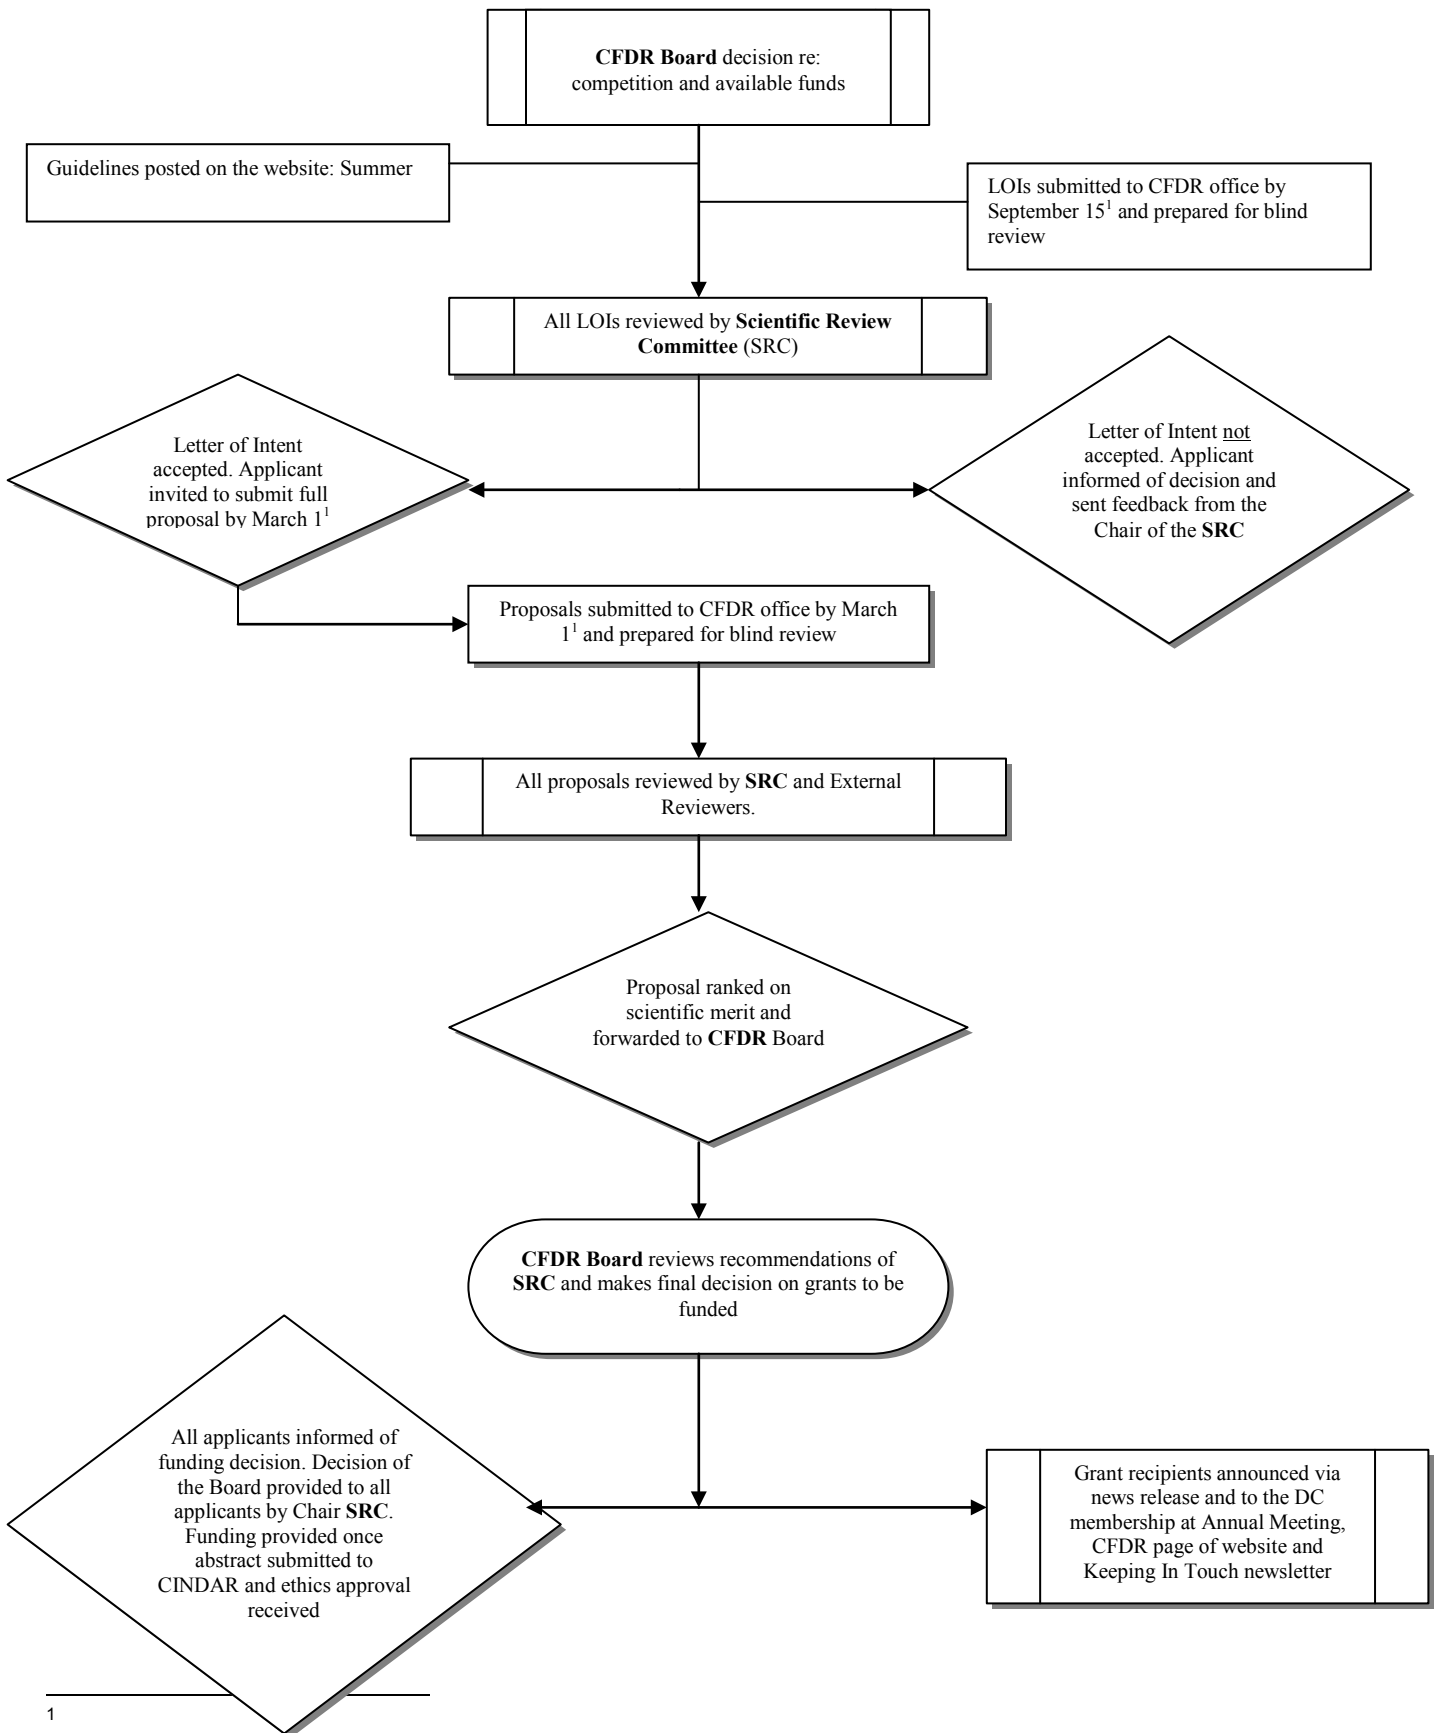 CFDR Board decision re:
competition and available funds
Guidelines posted on the website: Summer
LOIs submitted to CFDR office by
September 15¹ and prepared for blind
review
All LOIs reviewed by Scientific Review
Committee (SRC)
Letter of Intent
accepted. Applicant
invited to submit full
proposal by March 1¹
Letter of Intent not
accepted. Applicant
informed of decision and
sent feedback from the
Chair of the SRC
Proposals submitted to CFDR office by March
1¹ and prepared for blind review
All proposals reviewed by SRC and External
Reviewers.
Proposal ranked on
scientific merit and
forwarded to CFDR Board
CFDR Board reviews recommendations of
SRC and makes final decision on grants to be
funded
All applicants informed of
funding decision. Decision of
the Board provided to all
applicants by Chair SRC.
Funding provided once
abstract submitted to
CINDAR and ethics approval
received
Grant recipients announced via
news release and to the DC
membership at Annual Meeting,
CFDR page of website and
Keeping In Touch newsletter
1